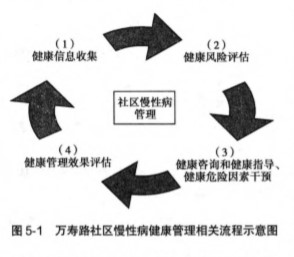 （1）
健康信息收集
（2）
健康风险评估
社区慢性病
管理
（4）
健康管理效果评估
（3）
健康咨询和健康指导、
健康危险因素干预
图 5-1 万寿路社区慢性病健康管理相关流程示意图